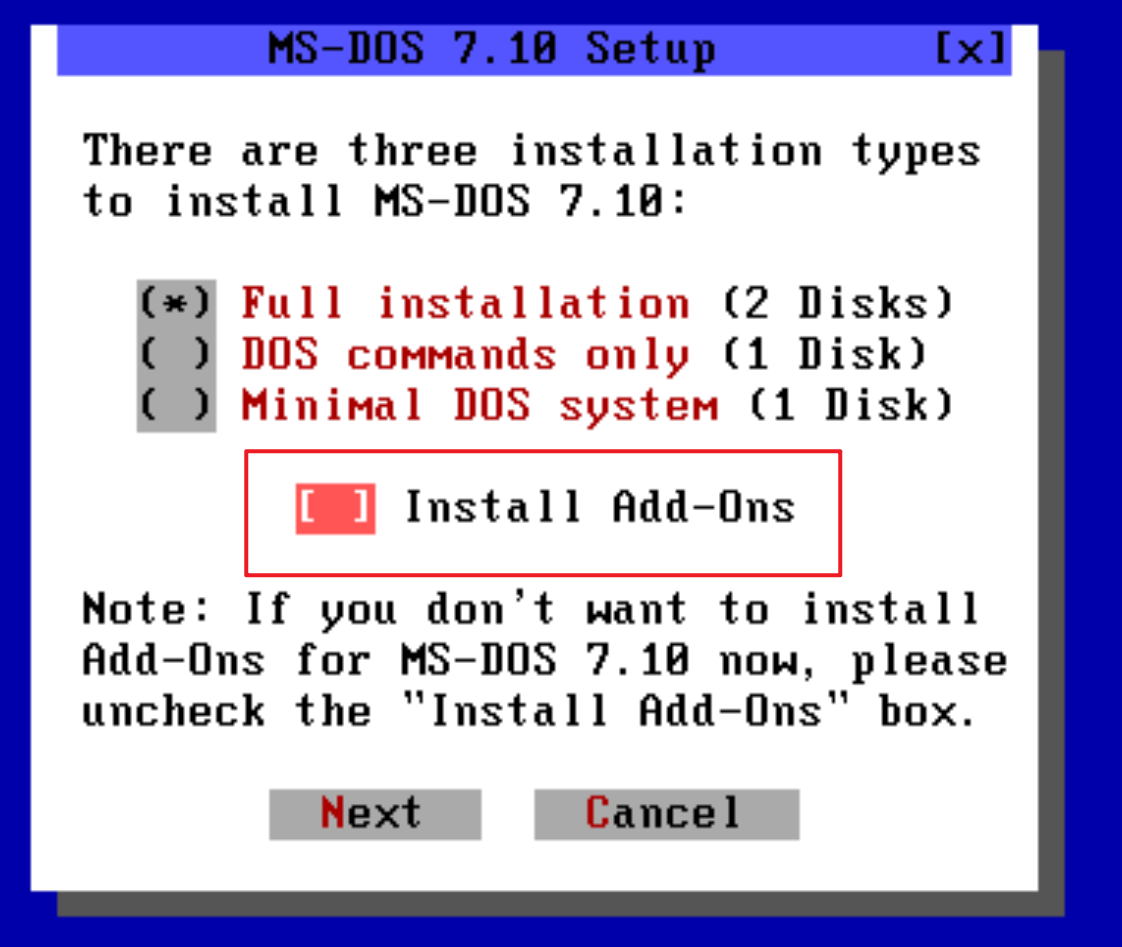 MS-DOS 7.10 Setup [x]
There are three installation types
to install MS-DOS 7.10:
(*) Full installation (2 Disks)
( ) DOS commands only (1 Disk)
( ) Minimal DOS system (1 Disk)
[ ] Install Add-Ons
Note: If you don't want to install
Add-Ons for MS-DOS 7.10 now, please
uncheck the "Install Add-Ons" box.
Next Cancel